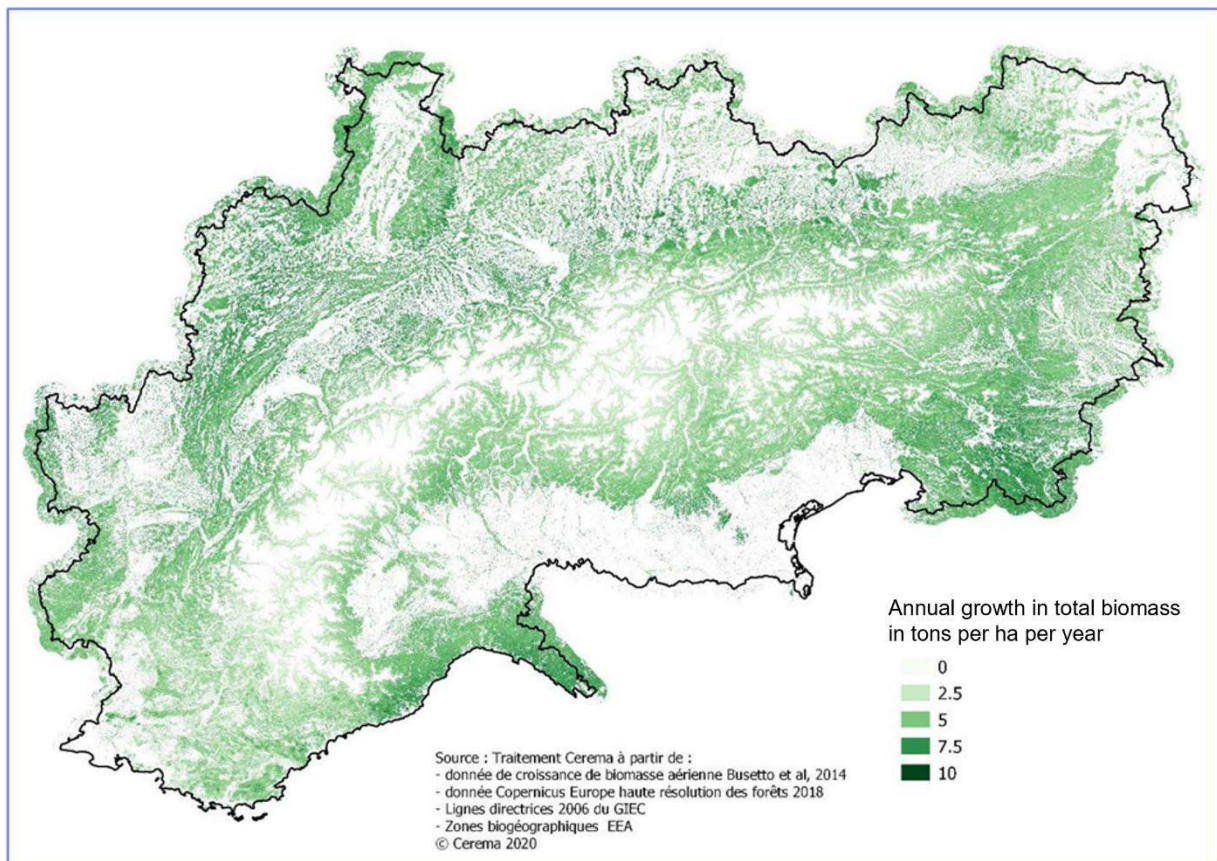 Annual growth in total biomass
in tons per ha per year
0
2.5
5
7.5
10
Source : Traitement Cerema à partir de :
- donnée de croissance de biomasse aérienne Busetto et al, 2014
- donnée Copernicus Europe haute résolution des forêts 2018
- Lignes directrices 2006 du GIEC
- Zones biogéographiques EEA
© Cerema 2020